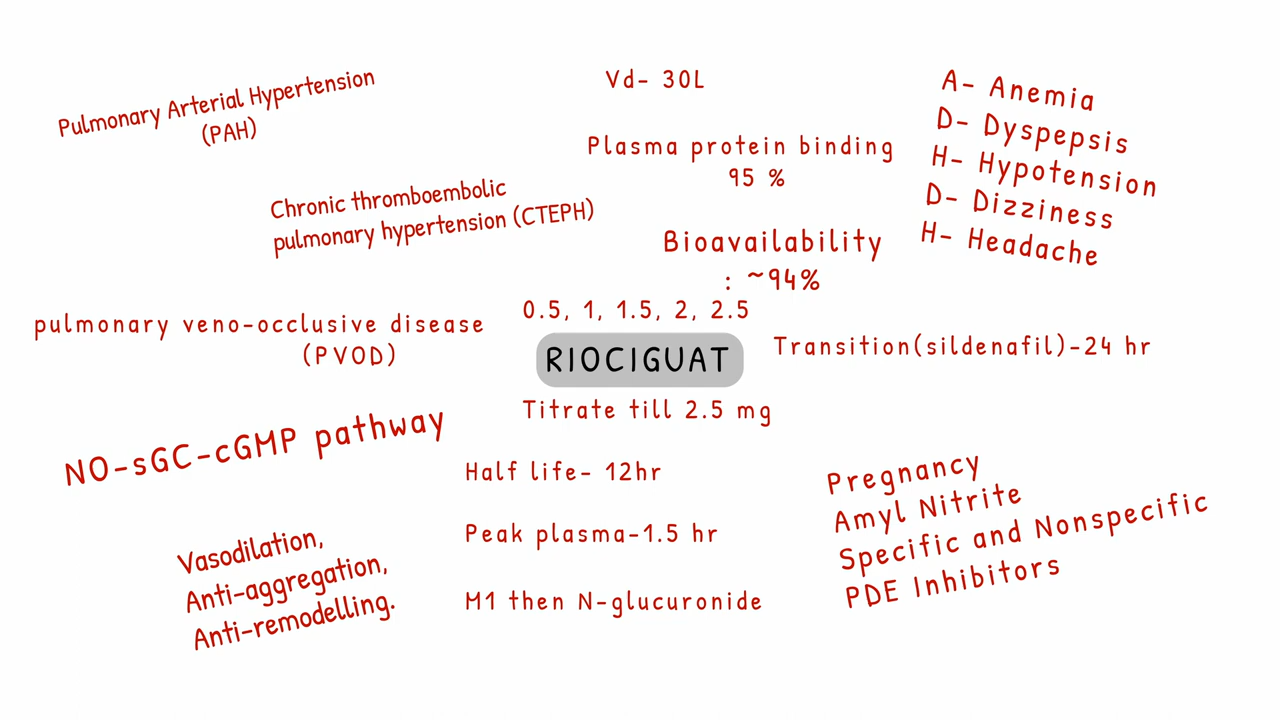 Pulmonary Arterial Hypertension
(PAH)
Chronic thromboembolic
pulmonary hypertension (CTEPH)
pulmonary veno-occlusive disease
(PVOD)
NO-sGC-cGMP pathway
Vasodilation,
Anti-aggregation,
Anti-remodelling.
Vd- 30L
Plasma protein binding
95 %
Bioavailability
: ~94%
0.5, 1, 1.5, 2, 2.5
RIOCIGUAT
Titrate till 2.5 mg
Half life- 12hr
Peak plasma-1.5 hr
M1 then N-glucuronide
A- Anemia
D- Dyspepsis
H- Hypotension
D- Dizziness
H- Headache
Transition(sildenafil)-24 hr
Pregnancy
Amyl Nitrite
Specific and Nonspecific
PDE Inhibitors